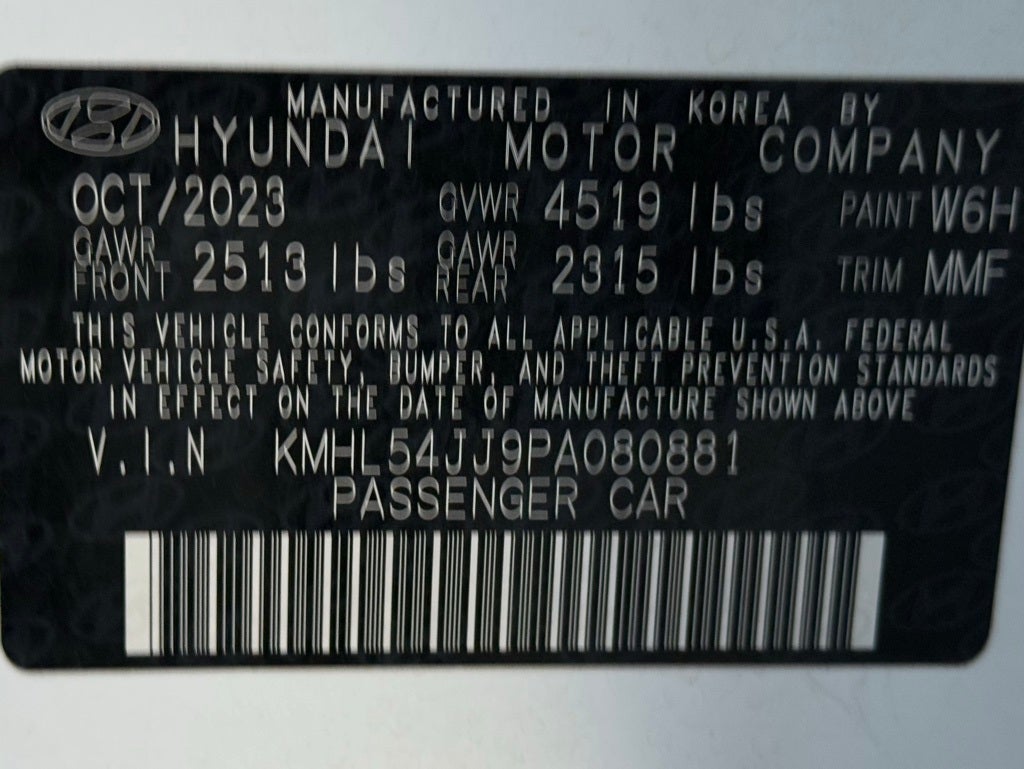 MANUFACTURED IN KOREA BY
HYUNDAI MOTOR COMPANY
OCT/2023 GVWR 4519 lbs PAINT W6H
GAWR FRONT 2513 lbs GAWR REAR 2315 lbs TRIM MMF
THIS VEHICLE CONFORMS TO ALL APPLICABLE U.S.A. FEDERAL
MOTOR VEHICLE SAFETY, BUMPER, AND THEFT PREVENTION STANDARDS
IN EFFECT ON THE DATE OF MANUFACTURE SHOWN ABOVE
V.I.N KMHL54JJ9PA080881
PASSENGER CAR